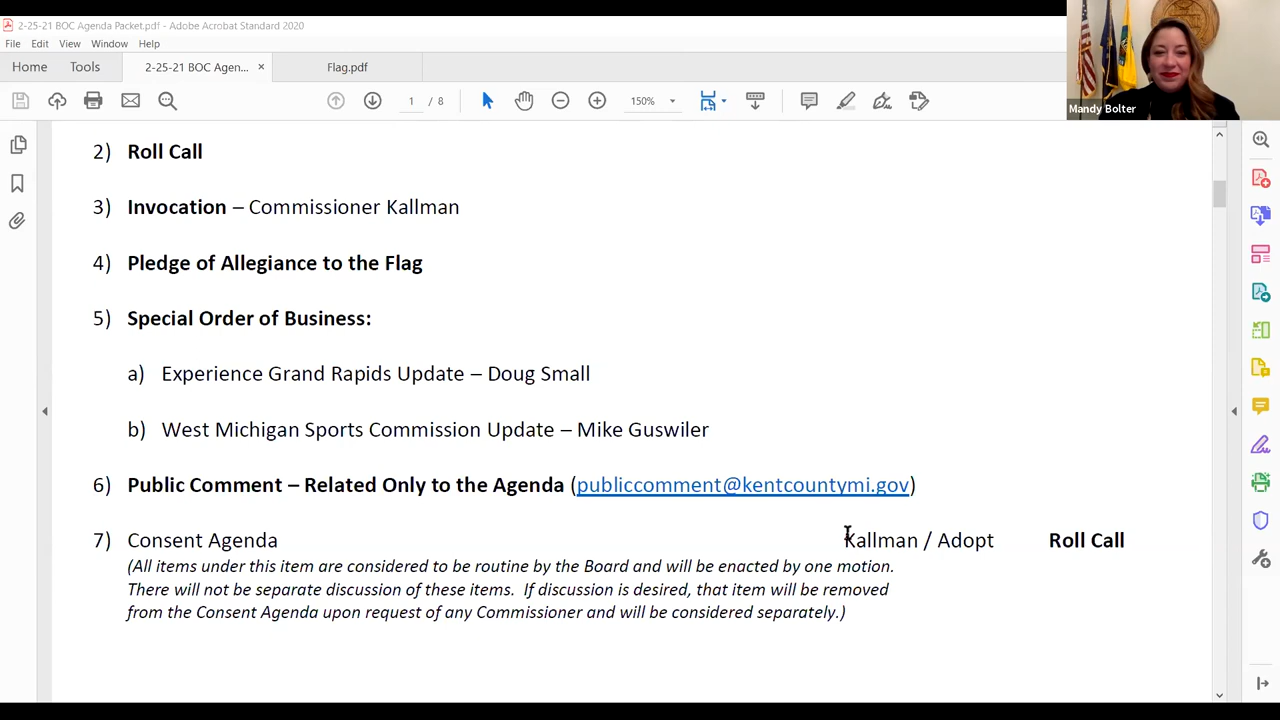 2-25-21 BOC Agenda Packet.pdf - Adobe Acrobat Standard 2020
File Edit View Window Help
Home Tools 2-25-21 BOC Agen... × Flag.pdf
1 / 8 150%
Mandy Bolter
2) Roll Call
3) Invocation – Commissioner Kallman
4) Pledge of Allegiance to the Flag
5) Special Order of Business:
a) Experience Grand Rapids Update – Doug Small
b) West Michigan Sports Commission Update – Mike Guswiler
6) Public Comment – Related Only to the Agenda (publiccomment@kentcountymi.gov)
7) Consent Agenda Kallman / Adopt Roll Call
(All items under this item are considered to be routine by the Board and will be enacted by one motion.
There will not be separate discussion of these items. If discussion is desired, that item will be removed
from the Consent Agenda upon request of any Commissioner and will be considered separately.)